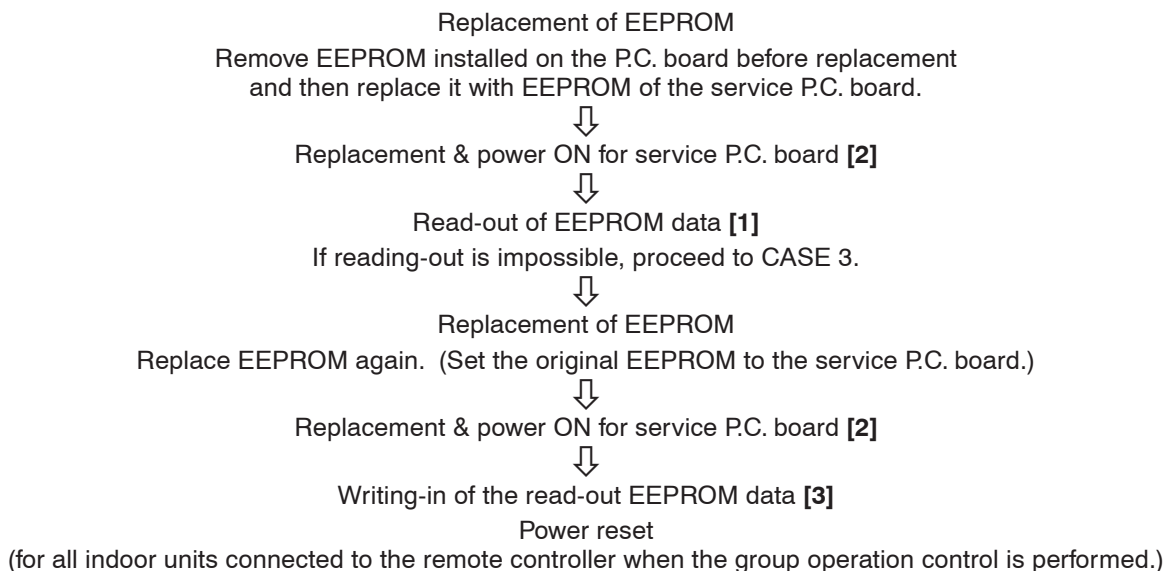 Replacement of EEPROM
Remove EEPROM installed on the P.C. board before replacement
and then replace it with EEPROM of the service P.C. board.
⇩
Replacement & power ON for service P.C. board [2]
⇩
Read-out of EEPROM data [1]
If reading-out is impossible, proceed to CASE 3.
⇩
Replacement of EEPROM
Replace EEPROM again. (Set the original EEPROM to the service P.C. board.)
⇩
Replacement & power ON for service P.C. board [2]
⇩
Writing-in of the read-out EEPROM data [3]
Power reset
(for all indoor units connected to the remote controller when the group operation control is performed.)